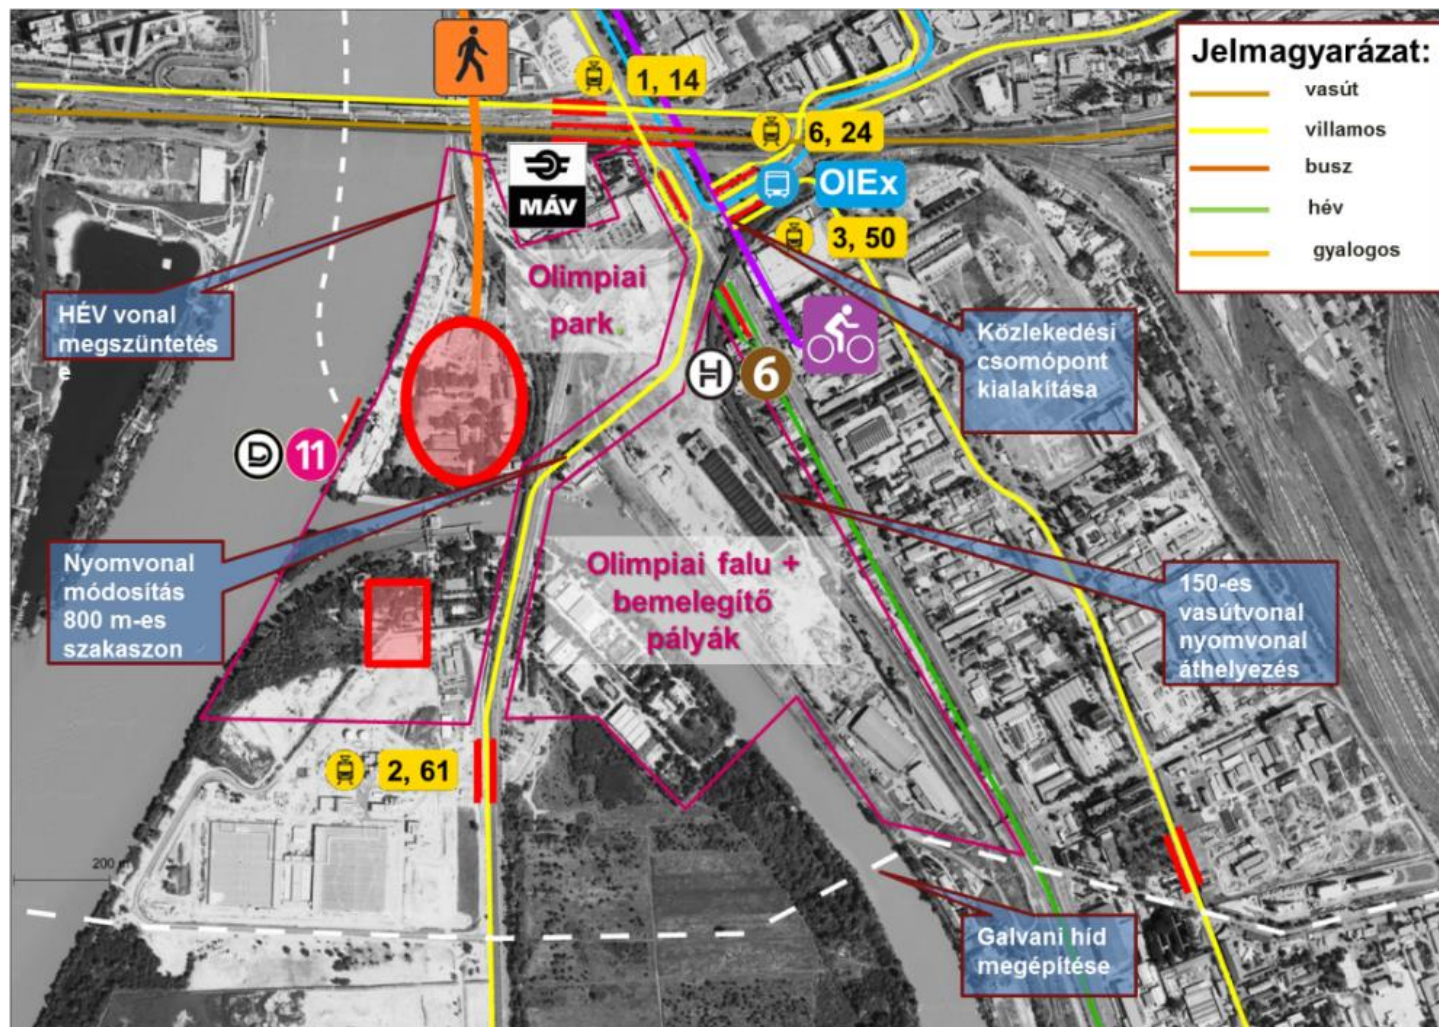 Jelmagyarázat:
vasút
villamos
busz
hév
gyalogos
1, 14
6, 24
MÁV
OlEx
3, 50
Olimpiai
park
HÉV vonal
megszüntetés
e
Közlekedési
csomópont
kialakítása
H 6
D 11
Nyomvonal
módosítás
800 m-es
szakaszon
Olimpiai falu +
bemelegítő
pályák
150-es
vasútvonal
nyomvonal
áthelyezés
2, 61
200 m
Galvani híd
megépítése